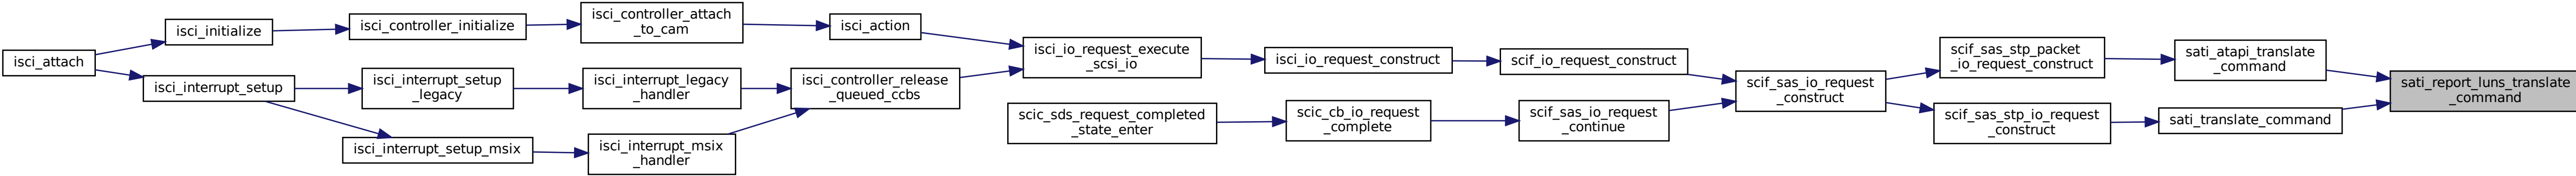 isci_attach
isci_initialize
isci_controller_initialize
isci_controller_attach
_to_cam
isci_action
isci_interrupt_setup
isci_interrupt_setup
_legacy
isci_interrupt_legacy
_handler
isci_controller_release
_queued_ccbs
isci_interrupt_setup_msix
isci_interrupt_msix
_handler
isci_io_request_execute
_scsi_io
isci_io_request_construct
scif_io_request_construct
scic_sds_request_completed
_state_enter
scic_cb_io_request
_complete
scif_sas_io_request
_continue
scif_sas_io_request
_construct
scif_sas_stp_packet
_io_request_construct
sati_atapi_translate
_command
scif_sas_stp_io_request
_construct
sati_translate_command
sati_report_luns_translate
_command